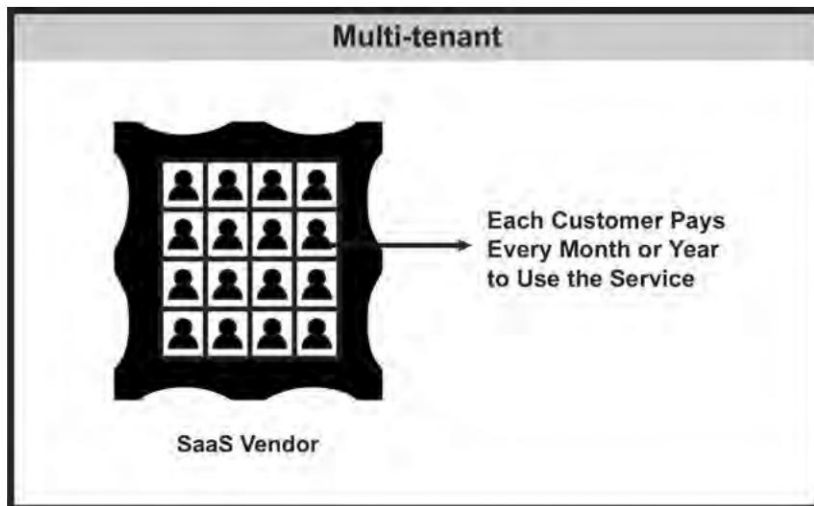 Multi-tenant
Each Customer Pays
Every Month or Year
to Use the Service
SaaS Vendor